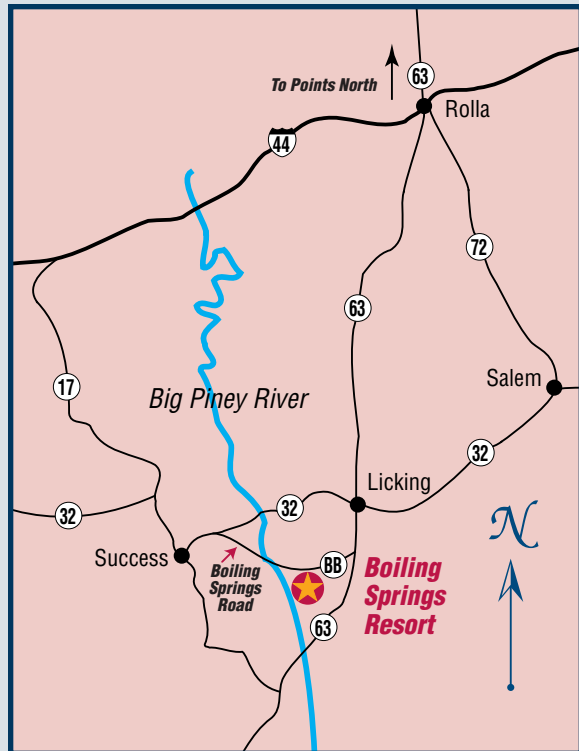 To Points North
63
Rolla
44
72
63
17
Big Piney River
Salem
32
Licking
32
32
N
Success
Boiling
Springs
Road
BB
Boiling
Springs
Resort
63